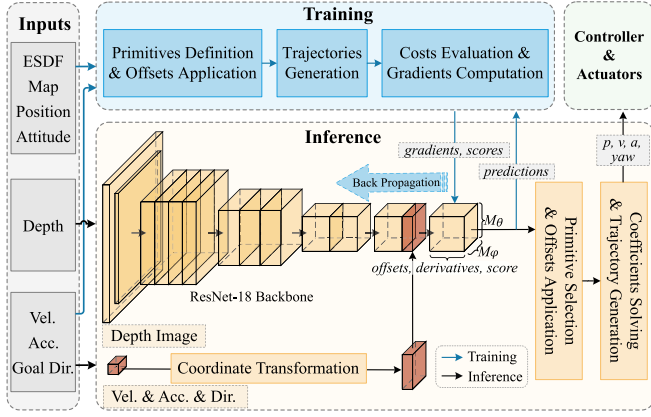 Inputs
ESDF
Map
Position
Attitude
Depth
Vel.
Acc.
Goal Dir.
Training
Primitives Definition
& Offsets Application
Trajectories
Generation
Costs Evaluation &
Gradients Computation
Controller
&
Actuators
Inference
gradients, scores
predictions
p, v, a,
yaw
Back Propagation
Mθ
Mφ
offsets, derivatives, score
ResNet-18 Backbone
Depth Image
Coordinate Transformation
Vel. & Acc. & Dir.
Primitive Selection
& Offsets Application
Coefficients Solving
& Trajectory Generation
Training
Inference